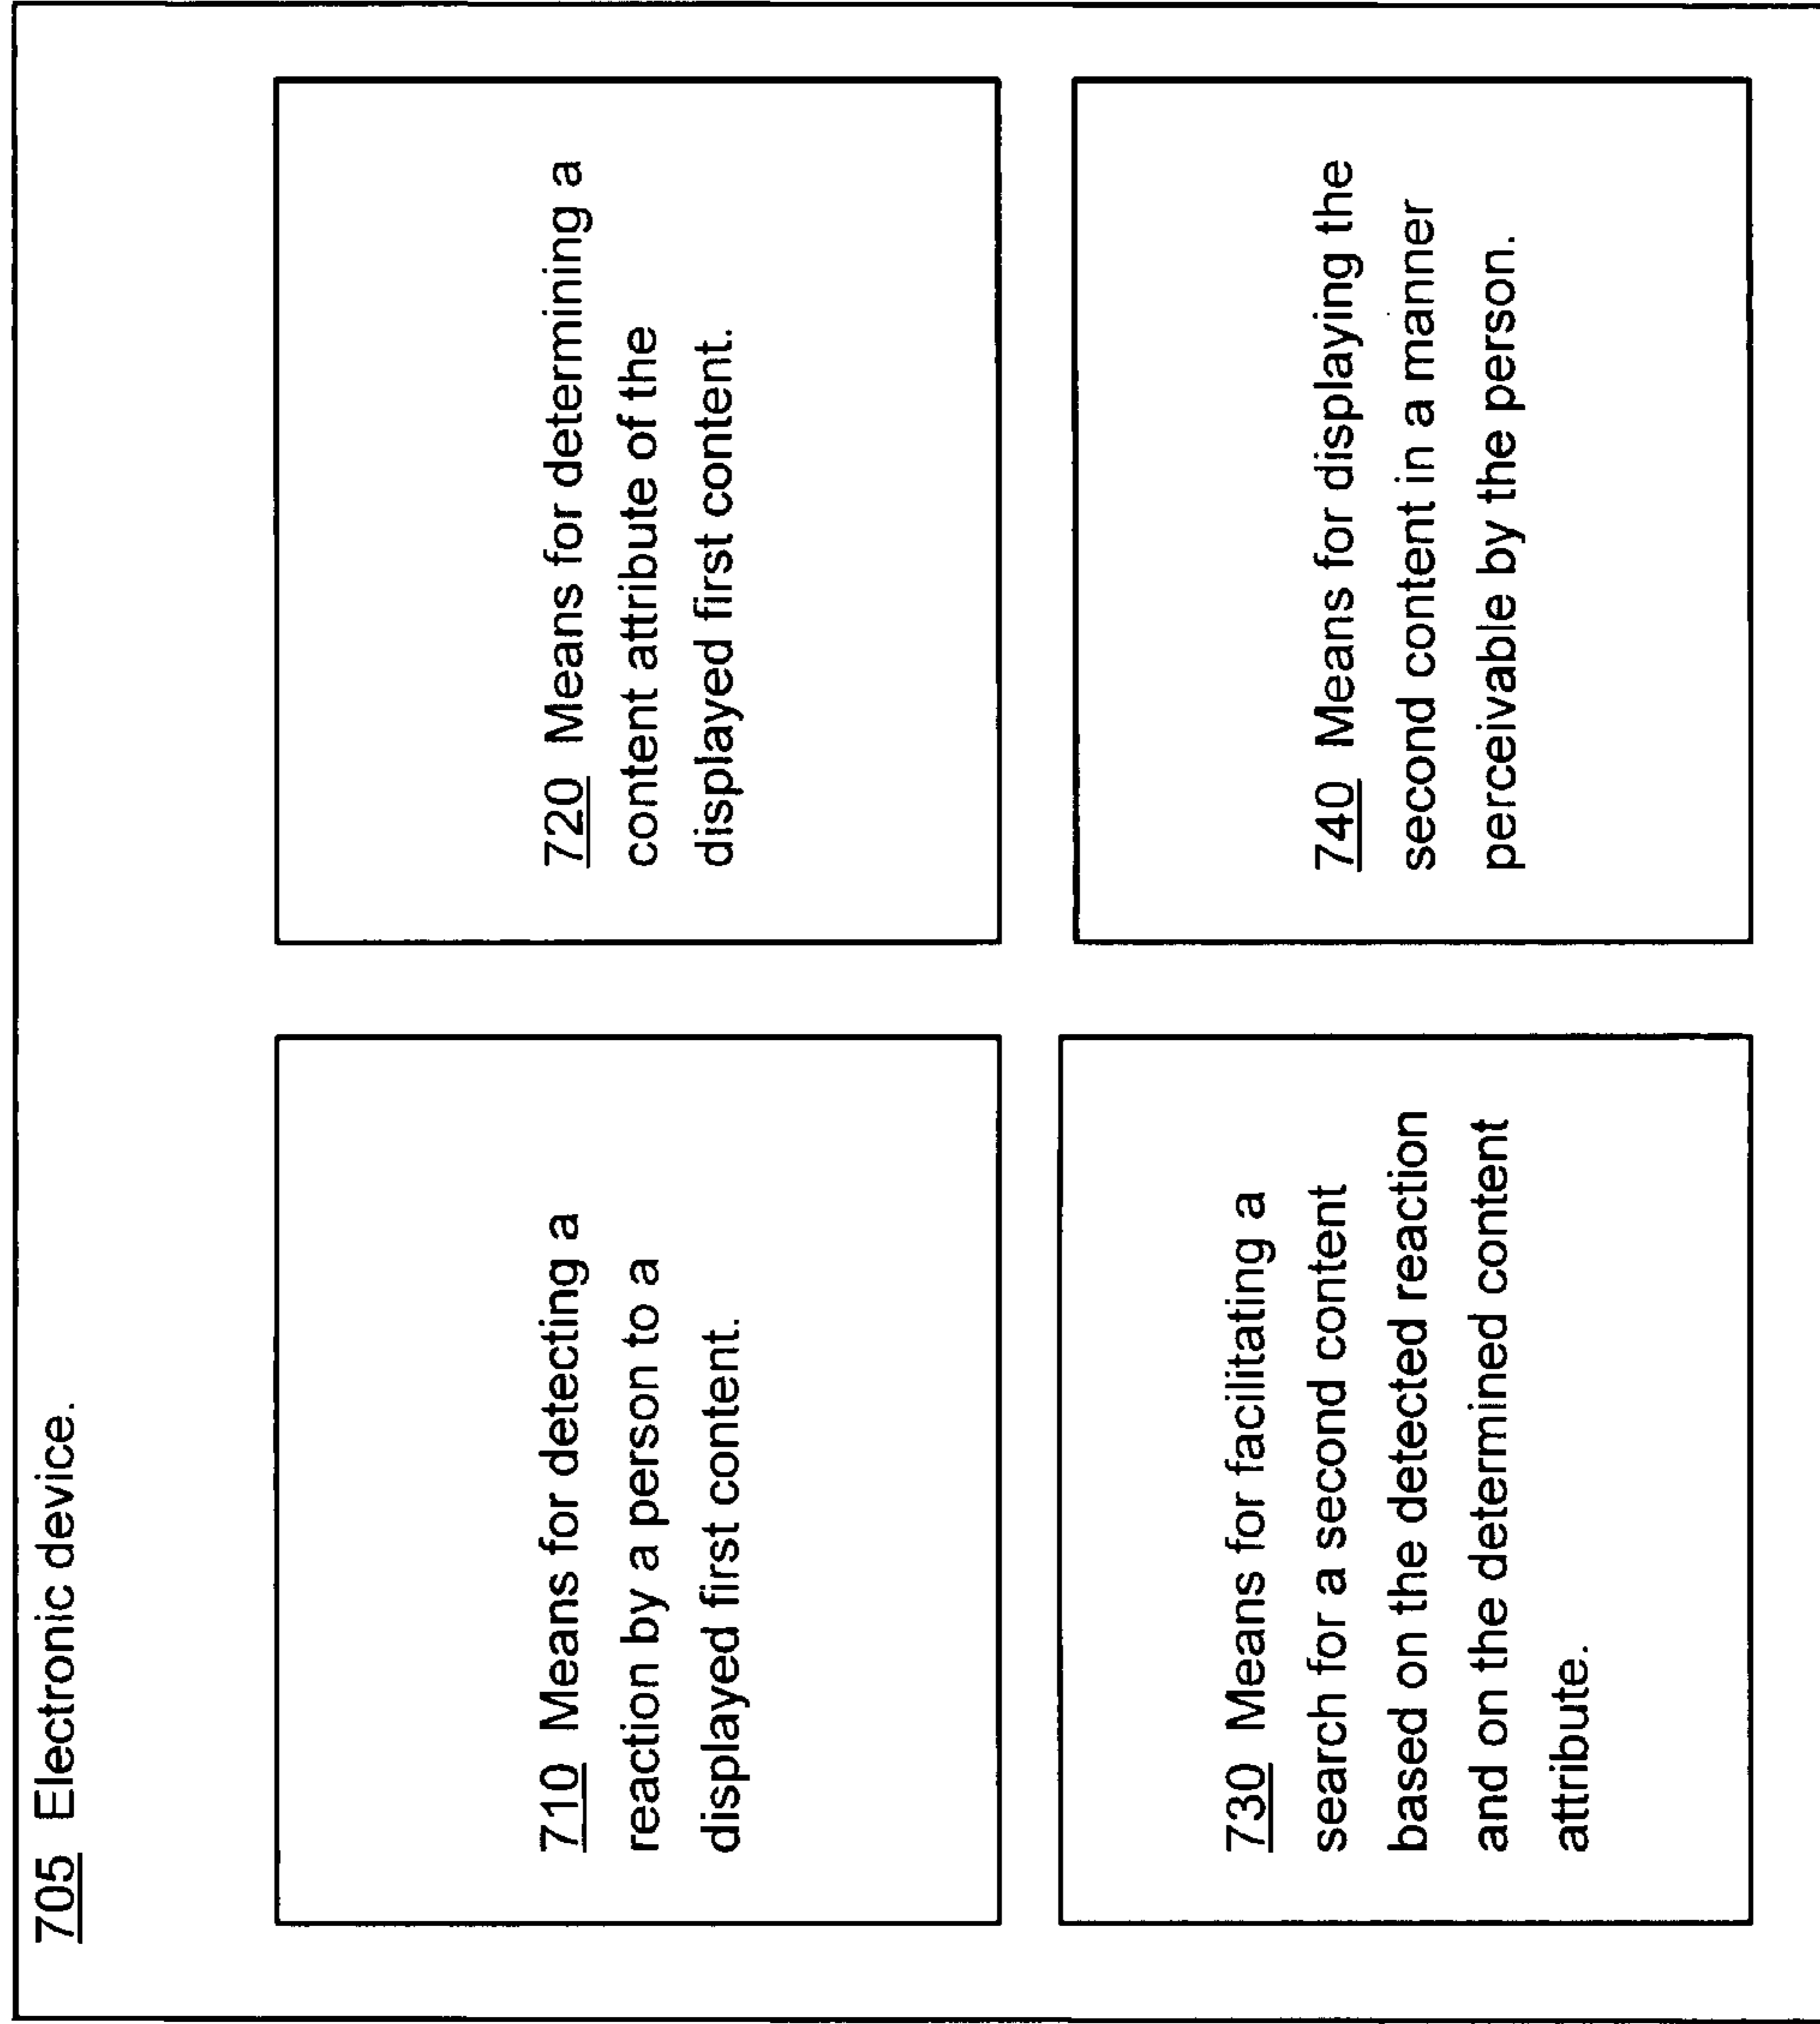 705 Electronic device.
710 Means for detecting a
reaction by a person to a
displayed first content.
720 Means for determining a
content attribute of the
displayed first content.
730 Means for facilitating a
search for a second content
based on the detected reaction
and on the determined content
attribute.
740 Means for displaying the
second content in a manner
perceivable by the person.